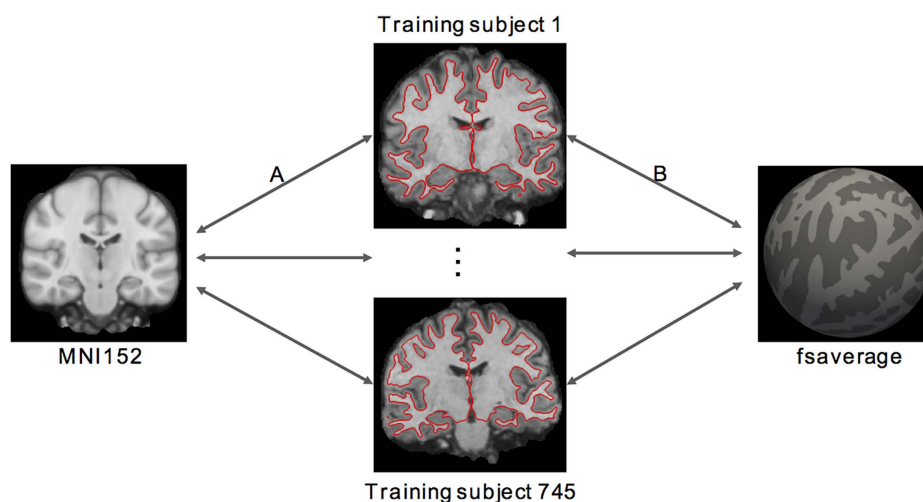 Training subject 1
A
B
MNI152
fsaverage
Training subject 745